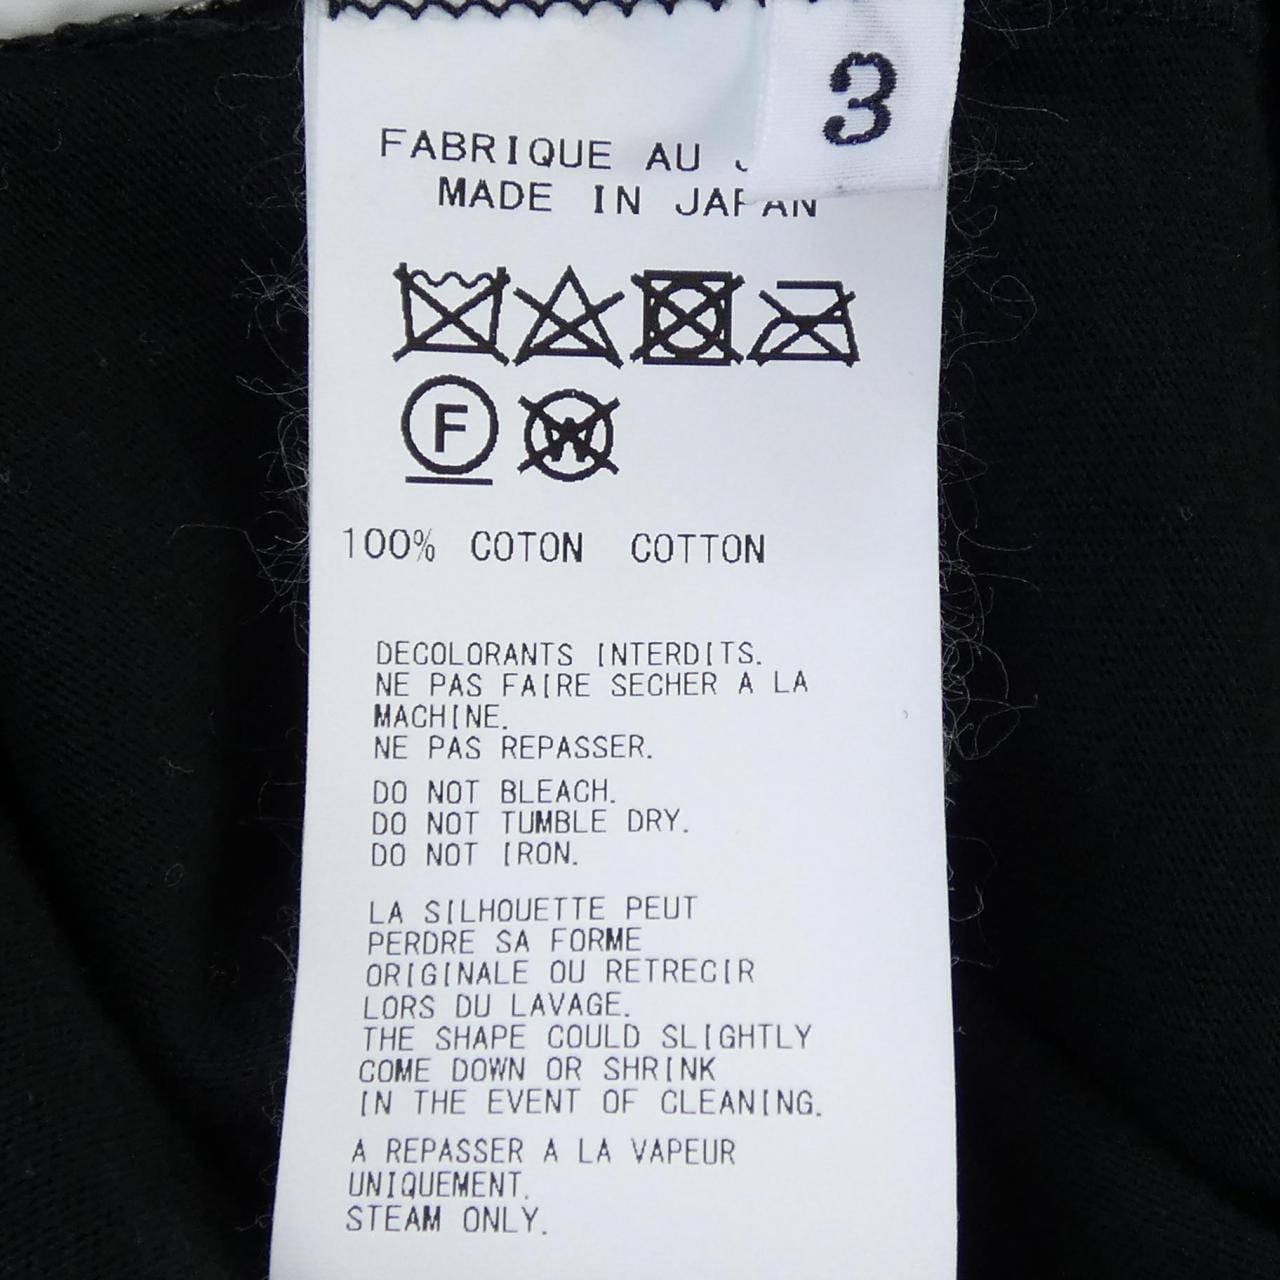 3
FABRIQUE AU
MADE IN JAPAN
F
W
100% COTON COTTON
DECOLORANTS INTERDITS.
NE PAS FAIRE SECHER A LA
MACHINE.
NE PAS REPASSER.
DO NOT BLEACH.
DO NOT TUMBLE DRY.
DO NOT IRON.
LA SILHOUETTE PEUT
PERDRE SA FORME
ORIGINALE OU RETRECIR
LORS DU LAVAGE.
THE SHAPE COULD SLIGHTLY
COME DOWN OR SHRINK
IN THE EVENT OF CLEANING.
A REPASSER A LA VAPEUR
UNIQUEMENT.
STEAM ONLY.